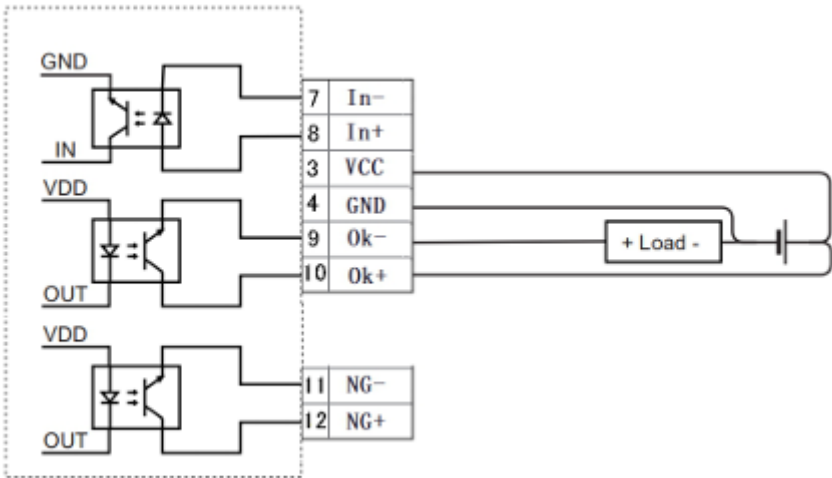 GND
IN
VDD
OUT
VDD
OUT
7 In-
8 In+
3 VCC
4 GND
9 Ok-
10 Ok+
11 NG-
12 NG+
+ Load -